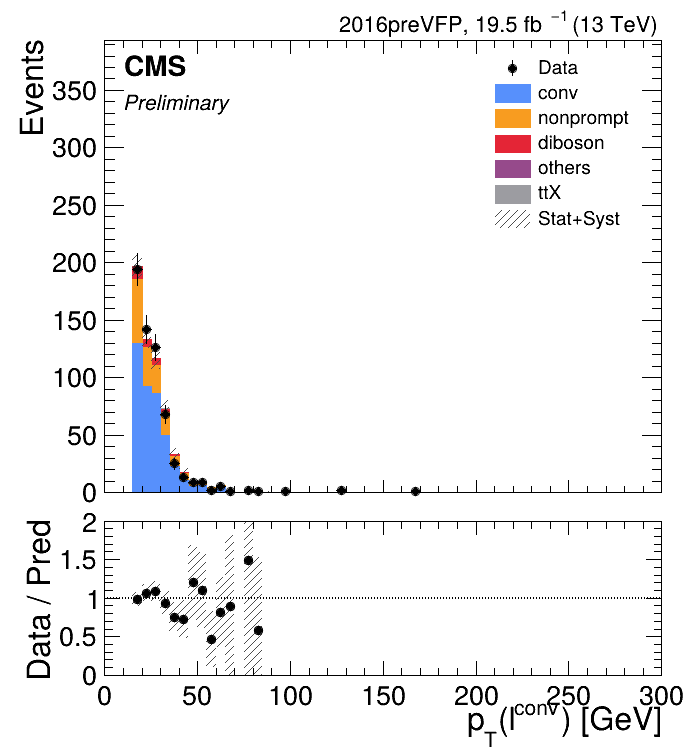 2016preVFP, 19.5 fb⁻¹ (13 TeV)
CMS
Preliminary
Events
350
300
250
200
150
100
50
0
Data
conv
nonprompt
diboson
others
ttX
Stat+Syst
Data / Pred
2
1.5
1
0.5
0
0 50 100 150 200 250 300
p_T(l^conv) [GeV]